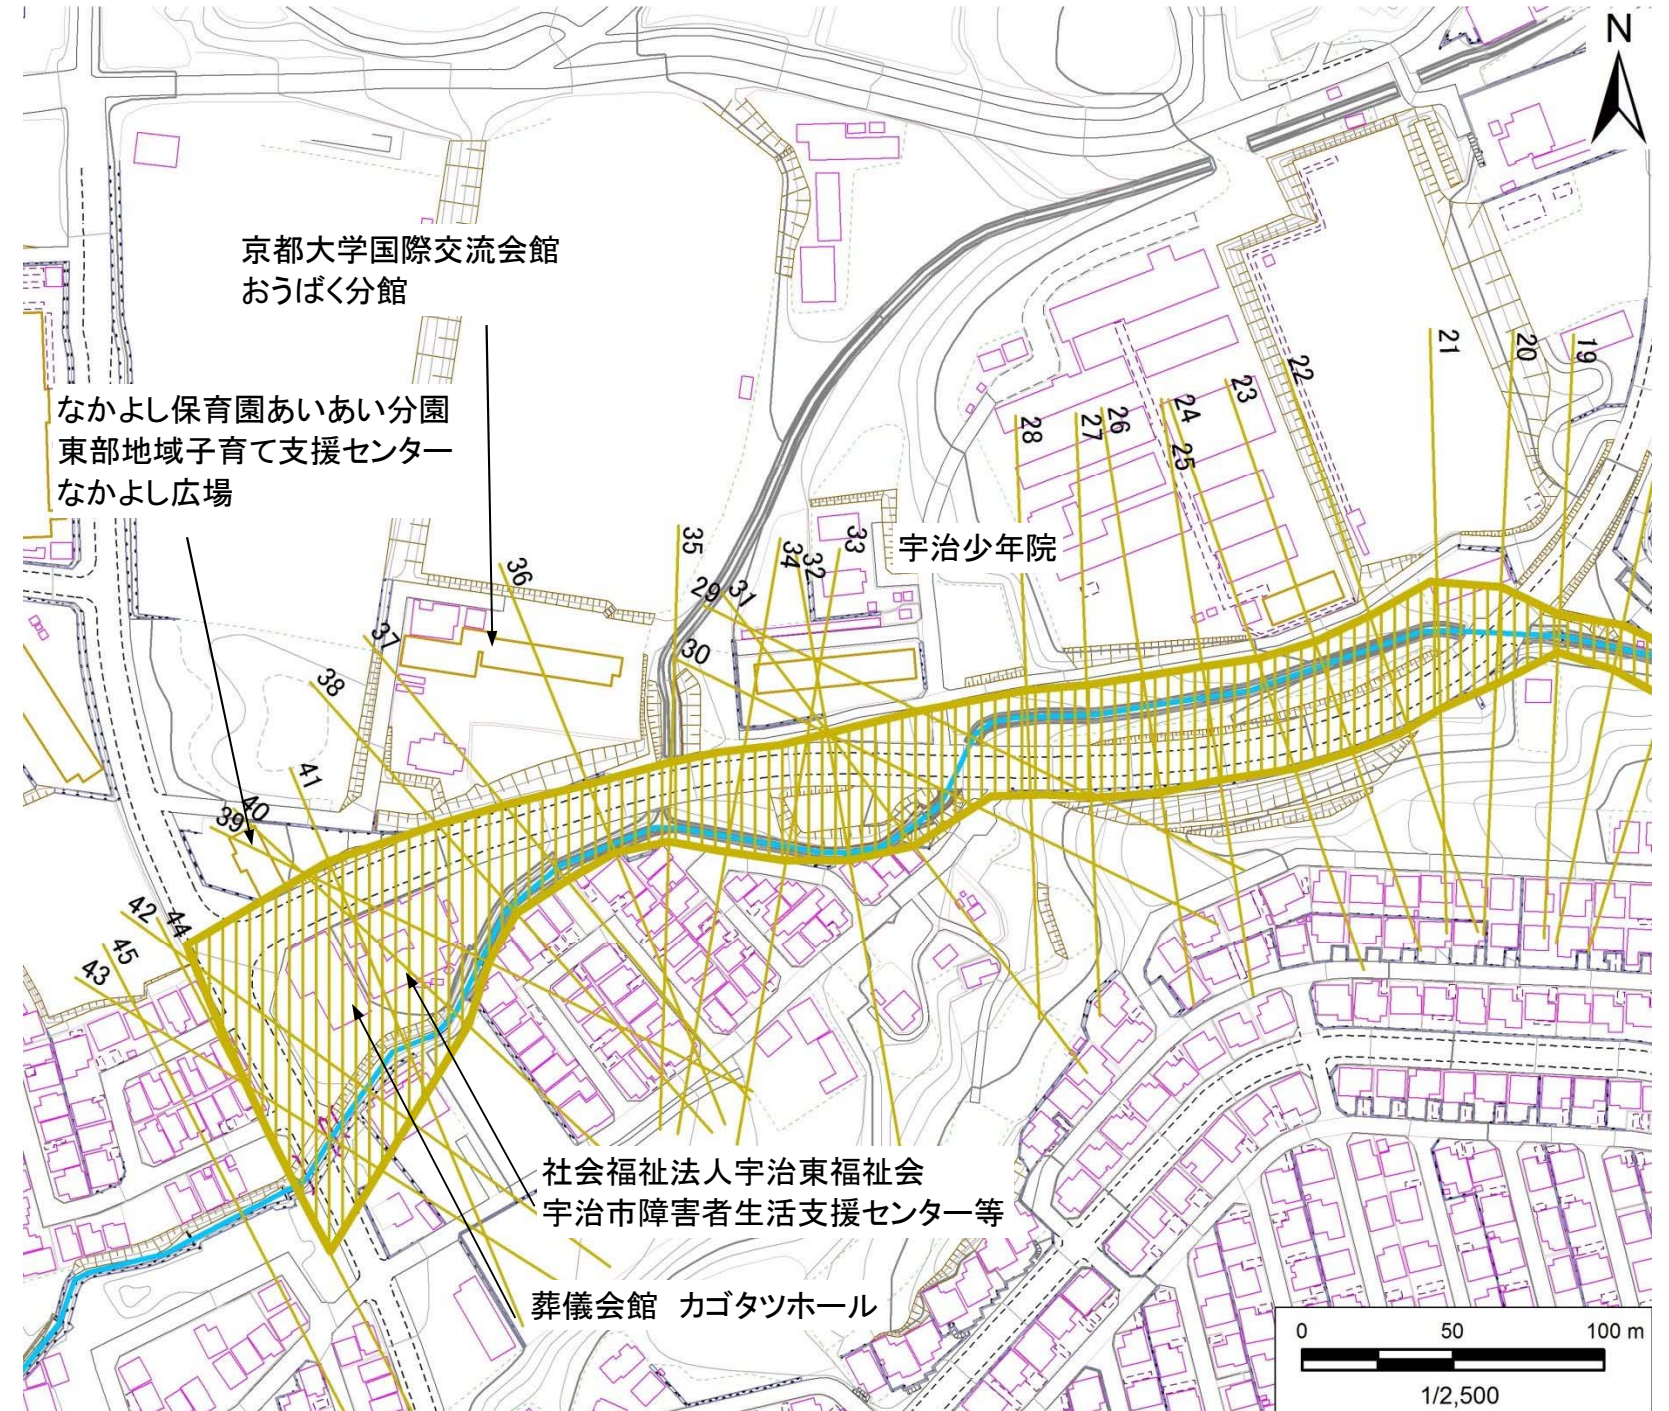 N
京都大学国際交流会館
おうばく分館
なかよし保育園あいあい分園
東部地域子育て支援センター
なかよし広場
宇治少年院
21
20
19
22
23
24
25
26
27
28
35
34
32
33
29
31
30
36
37
38
41
40
39
42
44
45
43
社会福祉法人宇治東福祉会
宇治市障害者生活支援センター等
葬儀会館 カゴタツホール
0 50 100 m
1/2,500